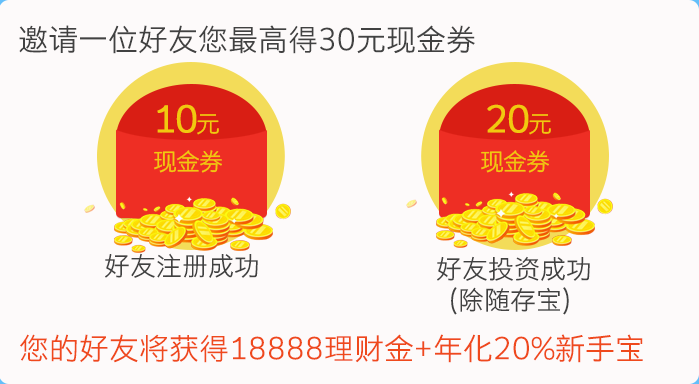 邀请一位好友您最高得30元现金券
10元
现金券
20元
现金券
好友注册成功
好友投资成功
(除随存宝)
您的好友将获得18888理财金+年化20%新手宝